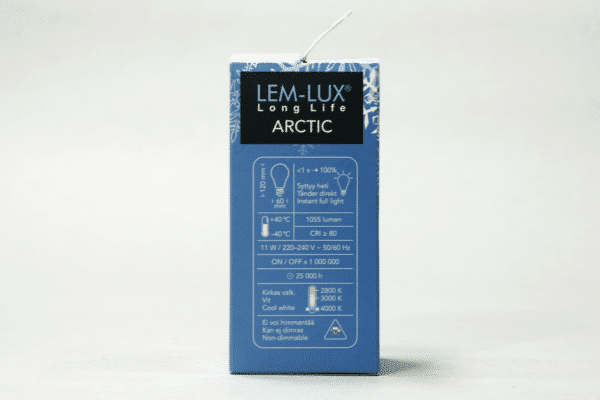 LEM-LUX®
Long Life
ARCTIC
<1 s → 100%
120 mm
60
mm
Syttyy heti
Tänder direkt
Instant full light
+40 °C
-40 °C
1055 lumen
CRI ≥ 80
11 W / 220–240 V ~ 50/60 Hz
ON / OFF x 1 000 000
25 000 h
Kirkas valk.
Vit
Cool white
2800 K
3000 K
4000 K
Ei voi himmentää
Kan ej dimras
Non-dimmable